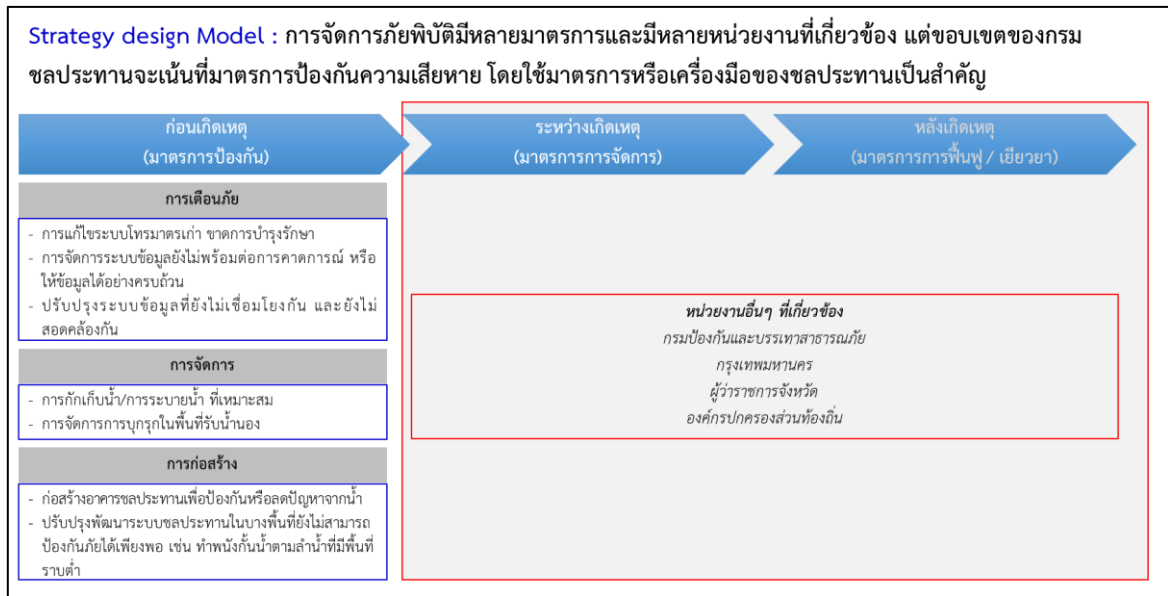 Strategy design Model : การจัดการภัยพิบัติมีหลายมาตรการและมีหลายหน่วยงานที่เกี่ยวข้อง แต่ขอบเขตของกรม
ชลประทานจะเน้นที่มาตรการป้องกันความเสียหาย โดยใช้มาตรการหรือเครื่องมือของชลประทานเป็นสำคัญ
ก่อนเกิดเหตุ
(มาตรการป้องกัน)
ระหว่างเกิดเหตุ
(มาตรการการจัดการ)
หลังเกิดเหตุ
(มาตรการการฟื้นฟู / เยียวยา)
การเตือนภัย
- การแก้ไขระบบโทรมาตรเก่า ขาดการบำรุงรักษา
- การจัดการระบบข้อมูลยังไม่พร้อมต่อการคาดการณ์ หรือ
ให้ข้อมูลได้อย่างครบถ้วน
- ปรับปรุงระบบข้อมูลที่ยังไม่เชื่อมโยงกัน และยังไม่
สอดคล้องกัน
การจัดการ
- การกักเก็บน้ำ/การระบายน้ำ ที่เหมาะสม
- การจัดการการบุกรุกในพื้นที่รับน้ำนอง
การก่อสร้าง
- ก่อสร้างอาคารชลประทานเพื่อป้องกันหรือลดปัญหาจากน้ำ
- ปรับปรุงพัฒนาระบบชลประทานในบางพื้นที่ยังไม่สามารถ
ป้องกันภัยได้เพียงพอ เช่น ทำพนังกั้นน้ำตามลำน้ำที่มีพื้นที่
ราบต่ำ
หน่วยงานอื่นๆ ที่เกี่ยวข้อง
กรมป้องกันและบรรเทาสาธารณภัย
กรุงเทพมหานคร
ผู้ว่าราชการจังหวัด
องค์กรปกครองส่วนท้องถิ่น